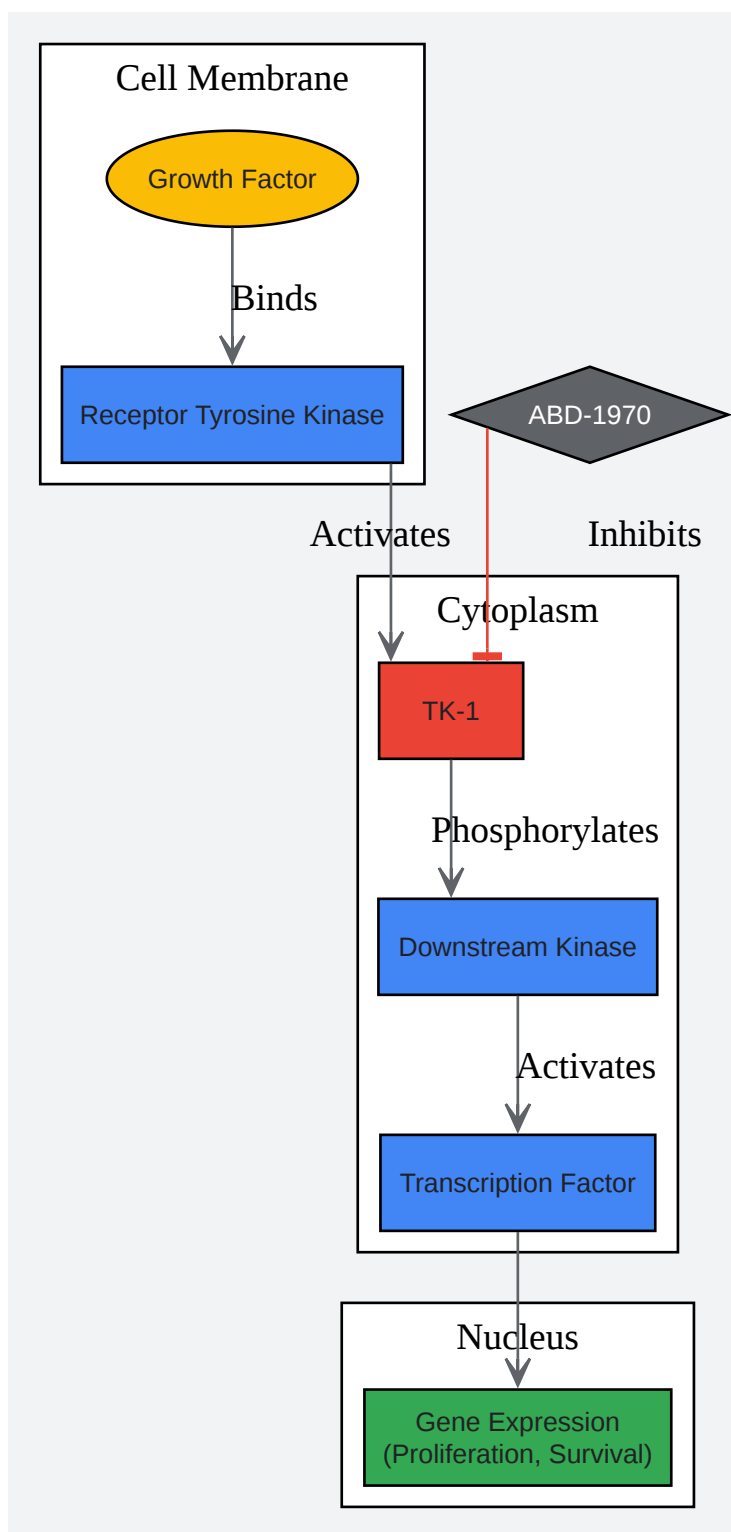 Cell Membrane
Growth Factor
Binds
Receptor Tyrosine Kinase
ABD-1970
Activates
Inhibits
Cytoplasm
TK-1
Phosphorylates
Downstream Kinase
Activates
Transcription Factor
Nucleus
Gene Expression
(Proliferation, Survival)